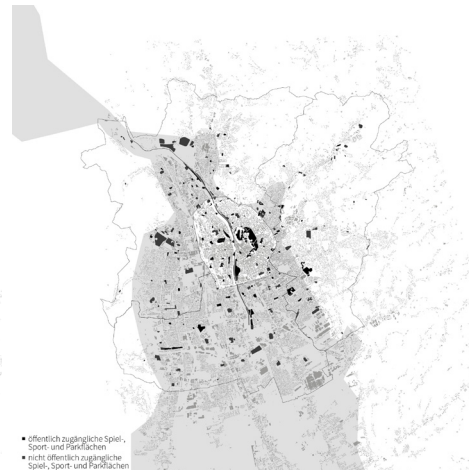 öffentlich zugängliche Spiel-,
Sport- und Parkflächen
nicht öffentlich zugängliche
Spiel-, Sport- und Parkflächen